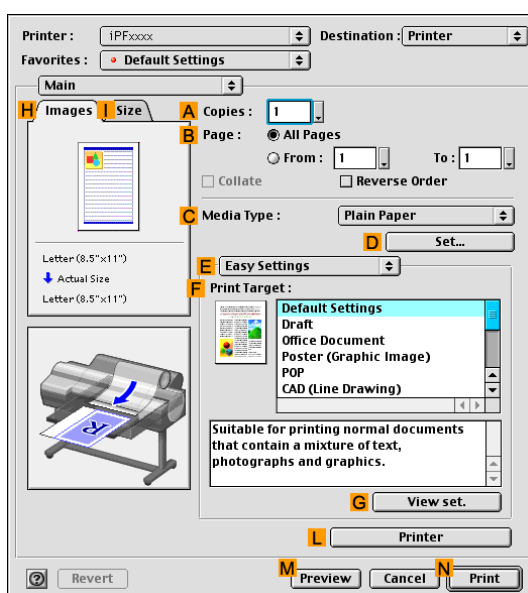 Printer : iPFxxxx Destination : Printer
Favorites : Default Settings
Main
H Images I Size A Copies : 1
B Page : All Pages
From : 1 To : 1
Collate Reverse Order
C Media Type : Plain Paper
D Set...
Letter (8.5"x11")
Actual Size
Letter (8.5"x11")
E Easy Settings
F Print Target :
Default Settings
Draft
Office Document
Poster (Graphic Image)
POP
CAD (Line Drawing)
R
Suitable for printing normal documents
that contain a mixture of text,
photographs and graphics.
G View set.
L Printer
? Revert M Preview Cancel N Print